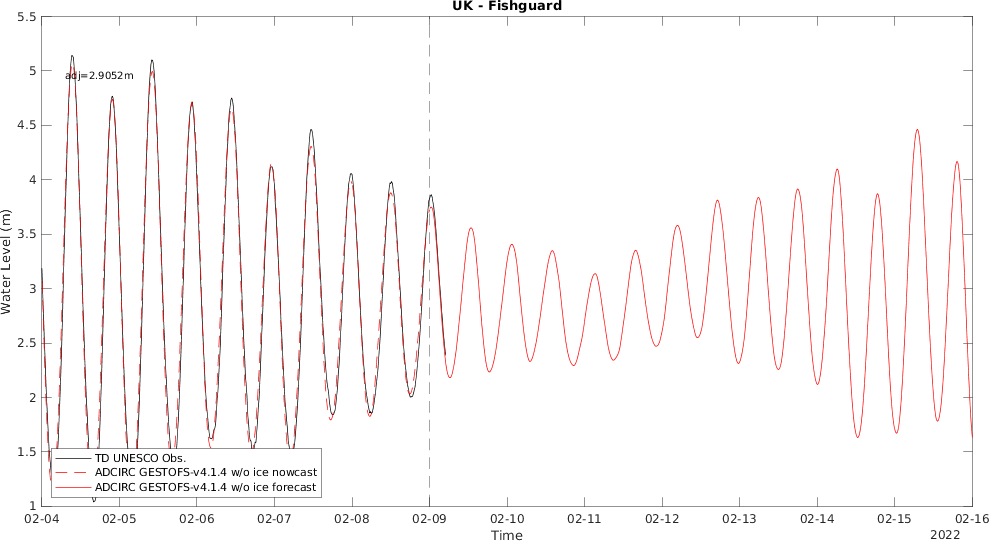 UK - Fishguard
5.5
5
4.5
4
3.5
3
2.5
2
1.5
1
Water Level (m)
adj=2.9052m
TD UNESCO Obs.
ADCIRC GESTOFS-v4.1.4 w/o ice nowcast
ADCIRC GESTOFS-v4.1.4 w/o ice forecast
02-04 02-05 02-06 02-07 02-08 02-09 02-10 02-11 02-12 02-13 02-14 02-15 02-16
Time
2022